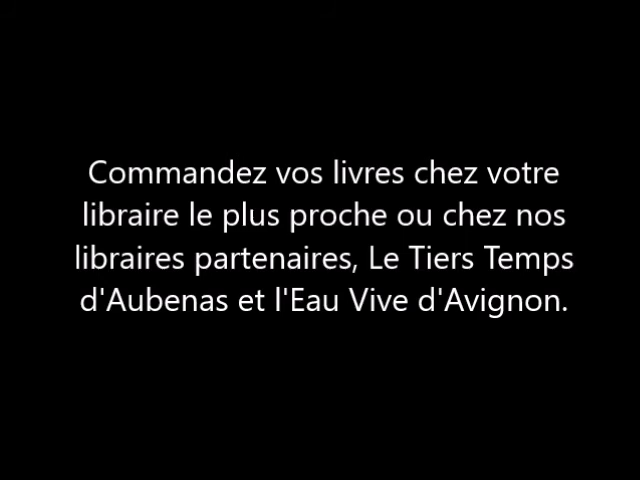 Commandez vos livres chez votre
libraire le plus proche ou chez nos
libraires partenaires, Le Tiers Temps
d'Aubenas et l'Eau Vive d'Avignon.